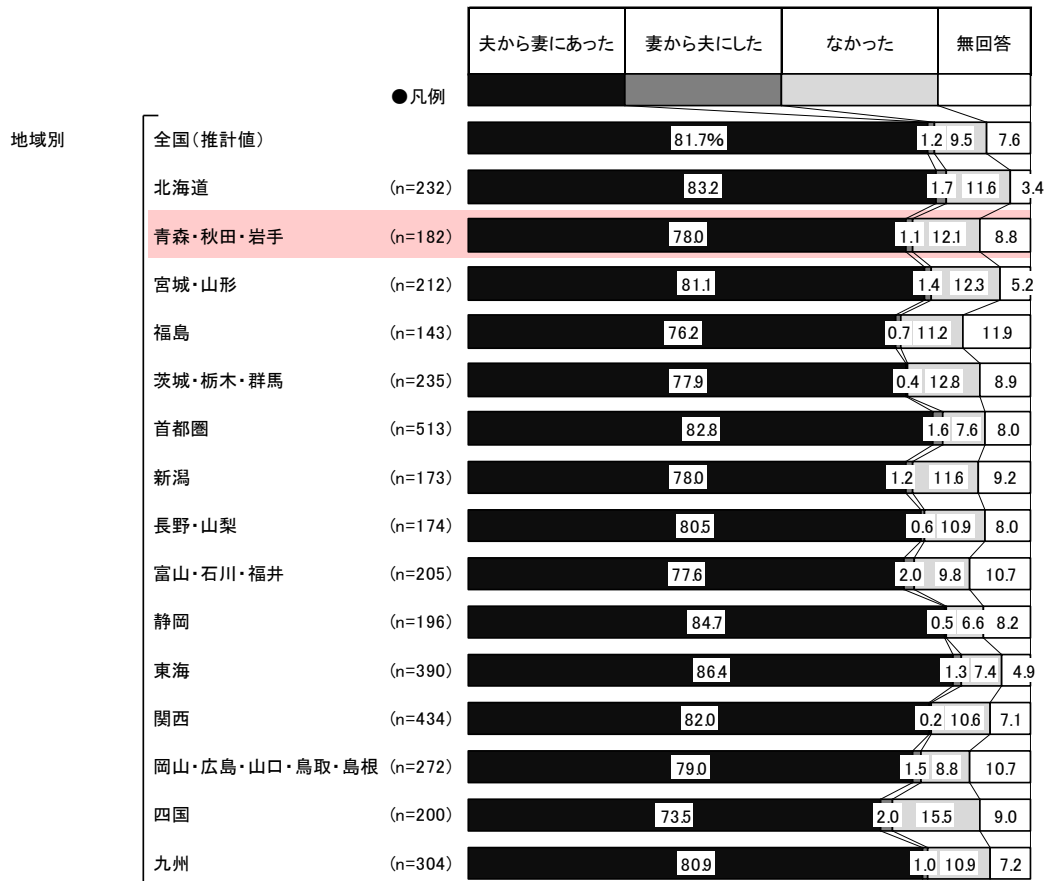 夫から妻にあった 妻から夫にした なかった 無回答
●凡例
地域別 全国(推計値) 81.7% 1.2 9.5 7.6
北海道 (n=232) 83.2 1.7 11.6 3.4
青森・秋田・岩手 (n=182) 78.0 1.1 12.1 8.8
宮城・山形 (n=212) 81.1 1.4 12.3 5.2
福島 (n=143) 76.2 0.7 11.2 11.9
茨城・栃木・群馬 (n=235) 77.9 0.4 12.8 8.9
首都圏 (n=513) 82.8 1.6 7.6 8.0
新潟 (n=173) 78.0 1.2 11.6 9.2
長野・山梨 (n=174) 80.5 0.6 10.9 8.0
富山・石川・福井 (n=205) 77.6 2.0 9.8 10.7
静岡 (n=196) 84.7 0.5 6.6 8.2
東海 (n=390) 86.4 1.3 7.4 4.9
関西 (n=434) 82.0 0.2 10.6 7.1
岡山・広島・山口・鳥取・島根 (n=272) 79.0 1.5 8.8 10.7
四国 (n=200) 73.5 2.0 15.5 9.0
九州 (n=304) 80.9 1.0 10.9 7.2